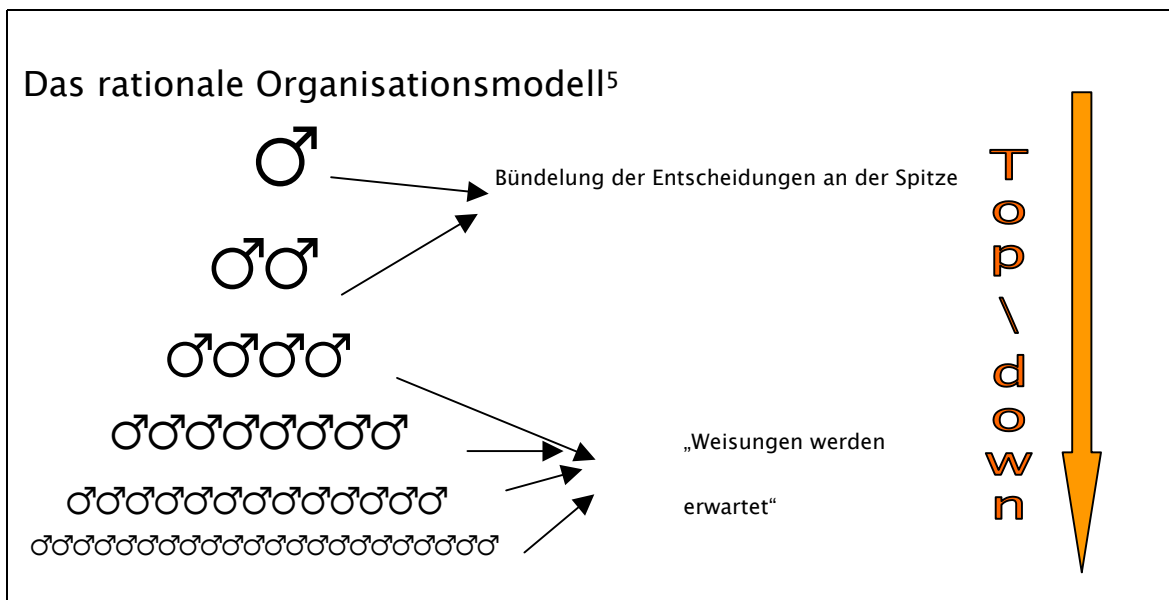 Das rationale Organisationsmodell⁵
Bündelung der Entscheidungen an der Spitze
„Weisungen werden
erwartet“
Top\down